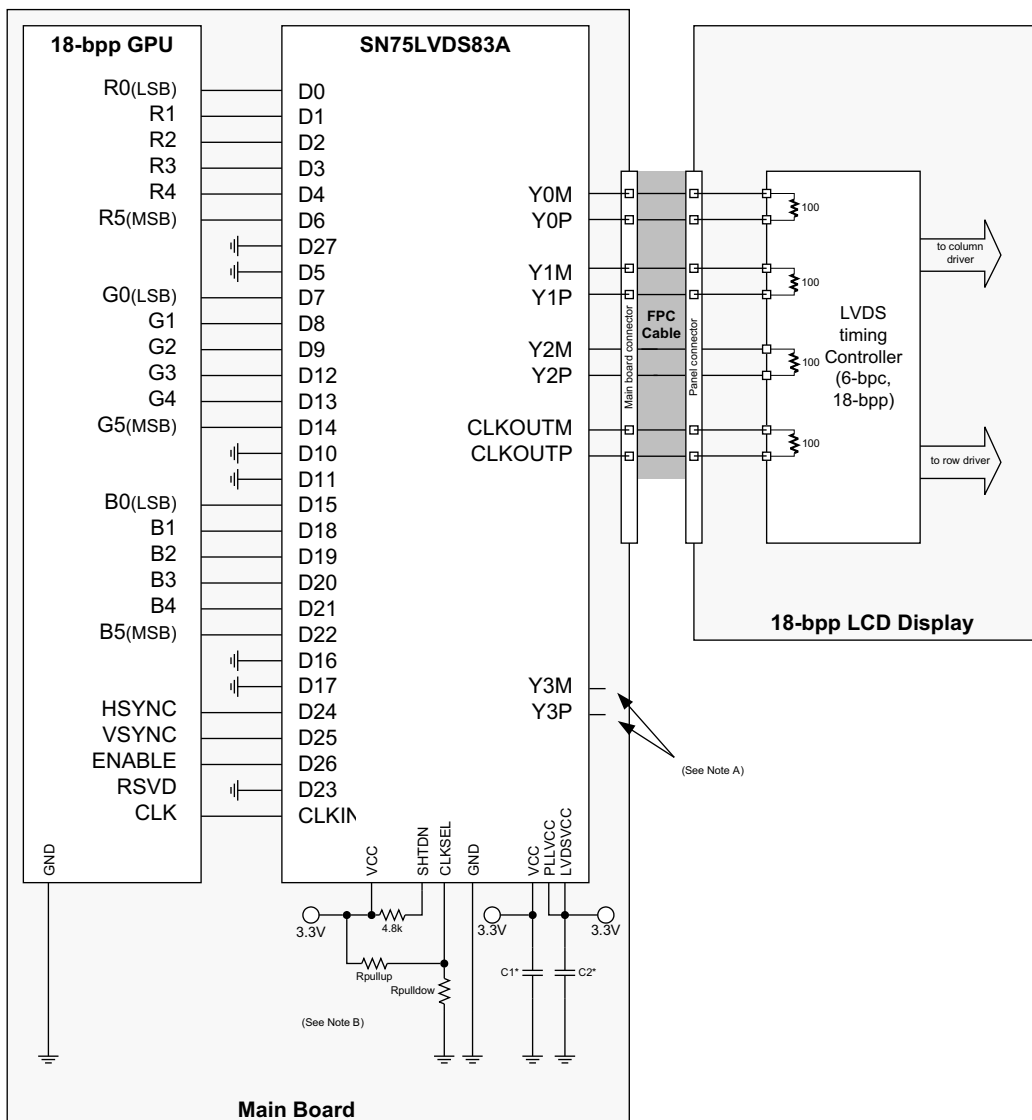 18-bpp GPU
SN75LVDS83A
R0(LSB)
R1
R2
R3
R4
R5(MSB)
G0(LSB)
G1
G2
G3
G4
G5(MSB)
B0(LSB)
B1
B2
B3
B4
B5(MSB)
HSYNC
VSYNC
ENABLE
RSVD
CLK
GND
D0
D1
D2
D3
D4
D6
D27
D5
D7
D8
D9
D12
D13
D14
D10
D11
D15
D18
D19
D20
D21
D22
D16
D17
D24
D25
D26
D23
CLKIN
Y0M
Y0P
Y1M
Y1P
Y2M
Y2P
CLKOUTM
CLKOUTP
Y3M
Y3P
(See Note A)
VCC
SHTDN
CLKSEL
GND
VCC
PLLVCC
LVDSVCC
3.3V
4.8k
Rpullup
Rpulldow
(See Note B)
3.3V
3.3V
C1*
C2*
Main Board
Main board connector
FPC
Cable
Panel connector
100
100
100
100
LVDS
timing
Controller
(6-bpc,
18-bpp)
to column
driver
to row driver
18-bpp LCD Display